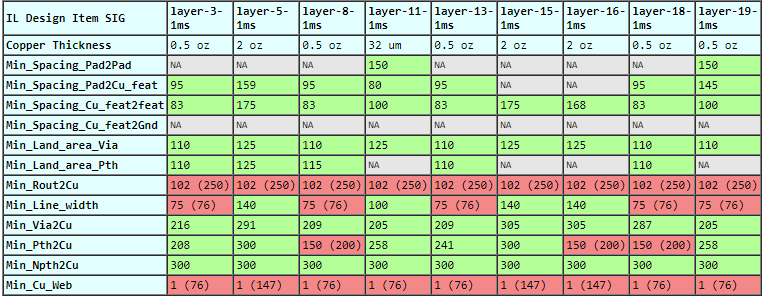 IL Design Item SIG layer-3-1ms layer-5-1ms layer-8-1ms layer-11-1ms layer-13-1ms layer-15-1ms layer-16-1ms layer-18-1ms layer-19-1ms
Copper Thickness 0.5 oz 2 oz 0.5 oz 32 um 0.5 oz 2 oz 2 oz 0.5 oz 0.5 oz
Min_Spacing_Pad2Pad NA NA NA 150 NA NA NA NA 150
Min_Spacing_Pad2Cu_feat 95 159 95 80 95 NA NA 95 145
Min_Spacing_Cu_feat2feat 83 175 83 100 83 175 168 83 100
Min_Spacing_Cu_feat2Gnd NA NA NA NA NA NA NA NA NA
Min_Land_area_Via 110 125 110 125 110 125 125 110 110
Min_Land_area_Pth 110 125 115 NA 110 NA NA 110 NA
Min_Rout2Cu 102 (250) 102 (250) 102 (250) 102 (250) 102 (250) 102 (250) 102 (250) 102 (250) 102 (250)
Min_Line_width 75 (76) 140 75 (76) 100 75 (76) 140 140 75 (76) 75 (76)
Min_Via2Cu 216 291 209 205 209 305 305 287 205
Min_Pth2Cu 208 300 150 (200) 258 241 300 150 (200) 150 (200) 258
Min_Npth2Cu 300 300 300 300 300 300 300 300 300
Min_Cu_Web 1 (76) 1 (147) 1 (76) 1 (76) 1 (76) 1 (147) 1 (147) 1 (76) 1 (76)